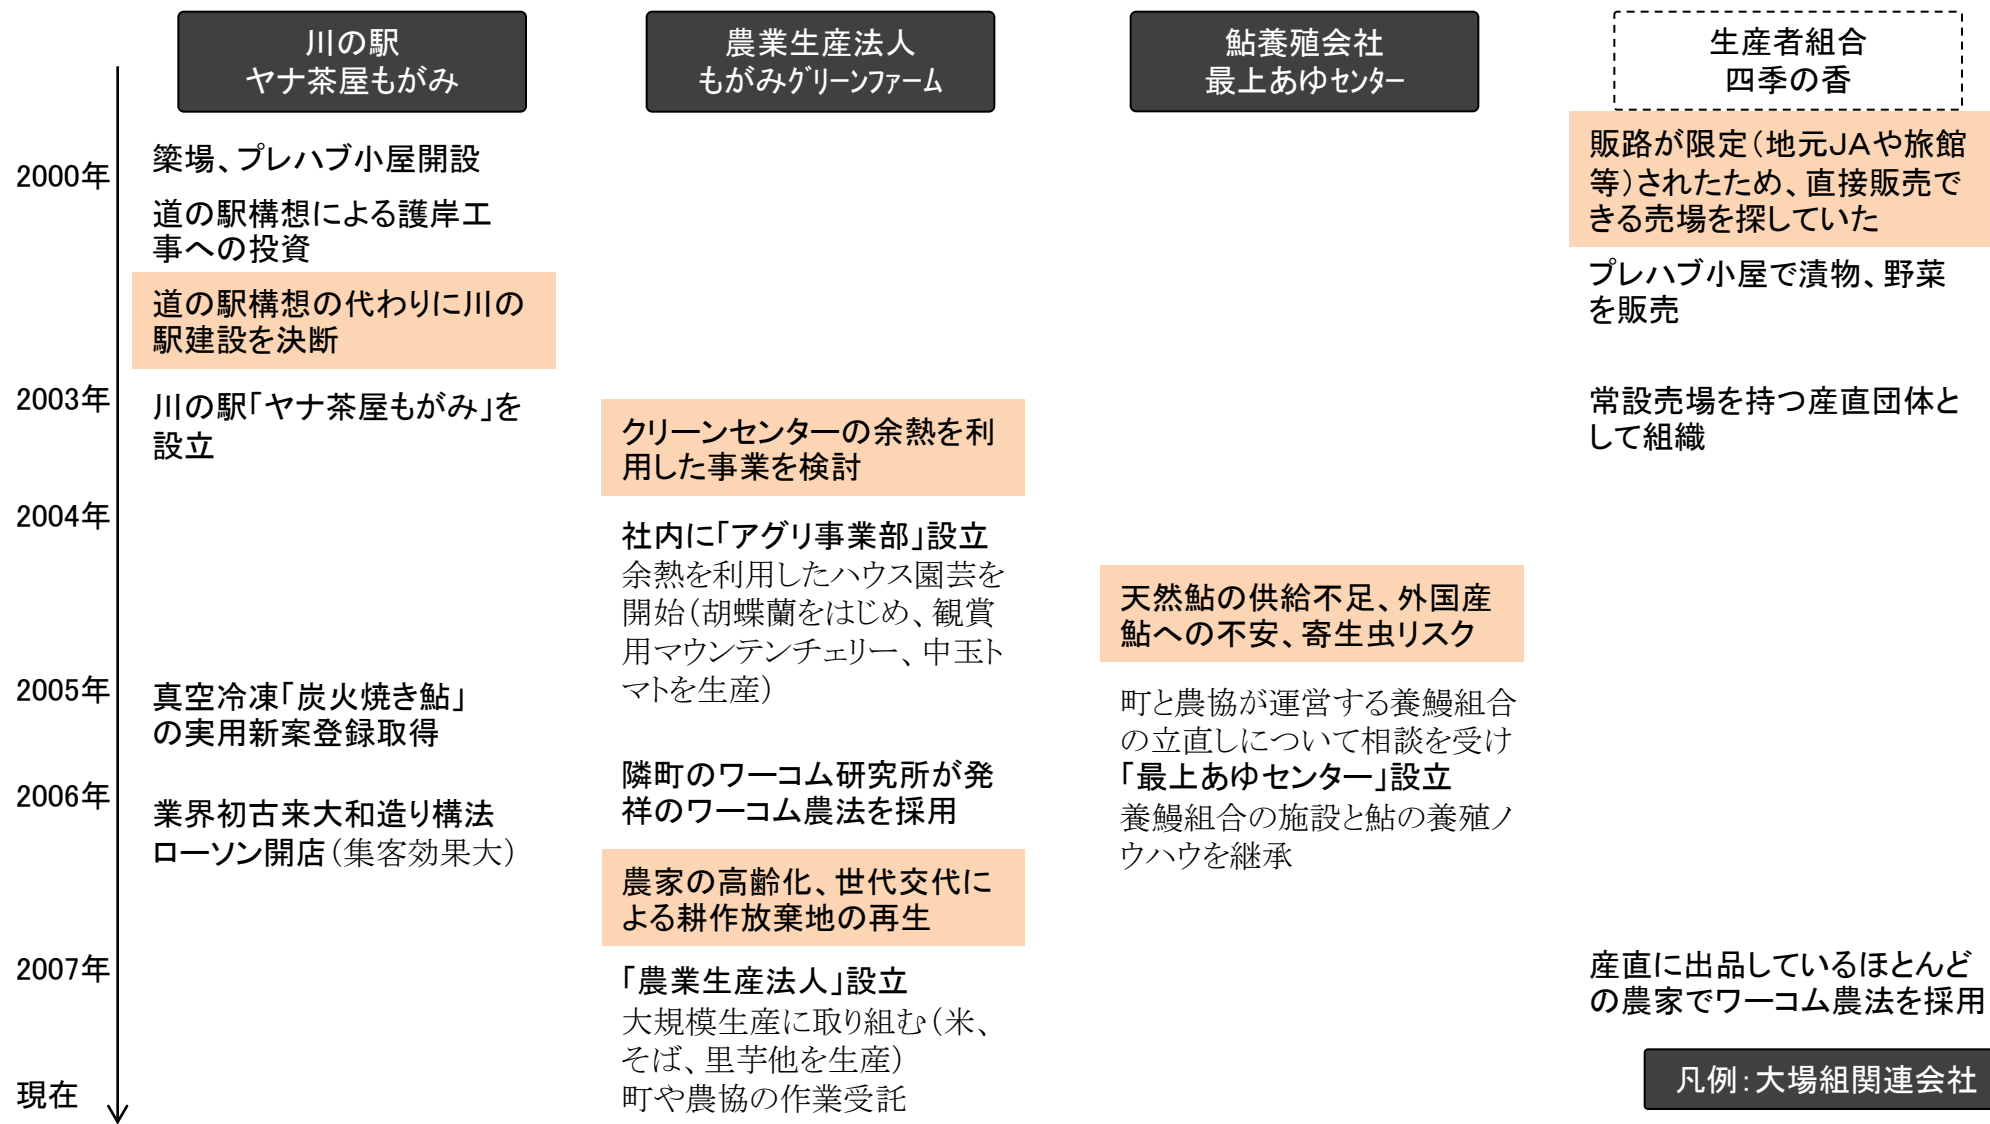 川の駅
ヤナ茶屋もがみ
農業生産法人
もがみグリーンファーム
鮎養殖会社
最上あゆセンター
生産者組合
四季の香
2000年
2003年
2004年
2005年
2006年
2007年
現在
簗場、プレハブ小屋開設
道の駅構想による護岸工
事への投資
道の駅構想の代わりに川の
駅建設を決断
川の駅「ヤナ茶屋もがみ」を
設立
真空冷凍「炭火焼き鮎」
の実用新案登録取得
業界初古来大和造り構法
ローソン開店(集客効果大)
クリーンセンターの余熱を利
用した事業を検討
社内に「アグリ事業部」設立
余熱を利用したハウス園芸を
開始(胡蝶蘭をはじめ、観賞
用マウンテンチェリー、中玉ト
マトを生産)
隣町のワーコム研究所が発
祥のワーコム農法を採用
農家の高齢化、世代交代に
よる耕作放棄地の再生
「農業生産法人」設立
大規模生産に取り組む(米、
そば、里芋他を生産)
町や農協の作業受託
天然鮎の供給不足、外国産
鮎への不安、寄生虫リスク
町と農協が運営する養鰻組合
の立直しについて相談を受け
「最上あゆセンター」設立
養鰻組合の施設と鮎の養殖ノ
ウハウを継承
販路が限定(地元JAや旅館
等)されたため、直接販売で
きる売場を探していた
プレハブ小屋で漬物、野菜
を販売
常設売場を持つ産直団体と
して組織
産直に出品しているほとんど
の農家でワーコム農法を採用
凡例:大場組関連会社